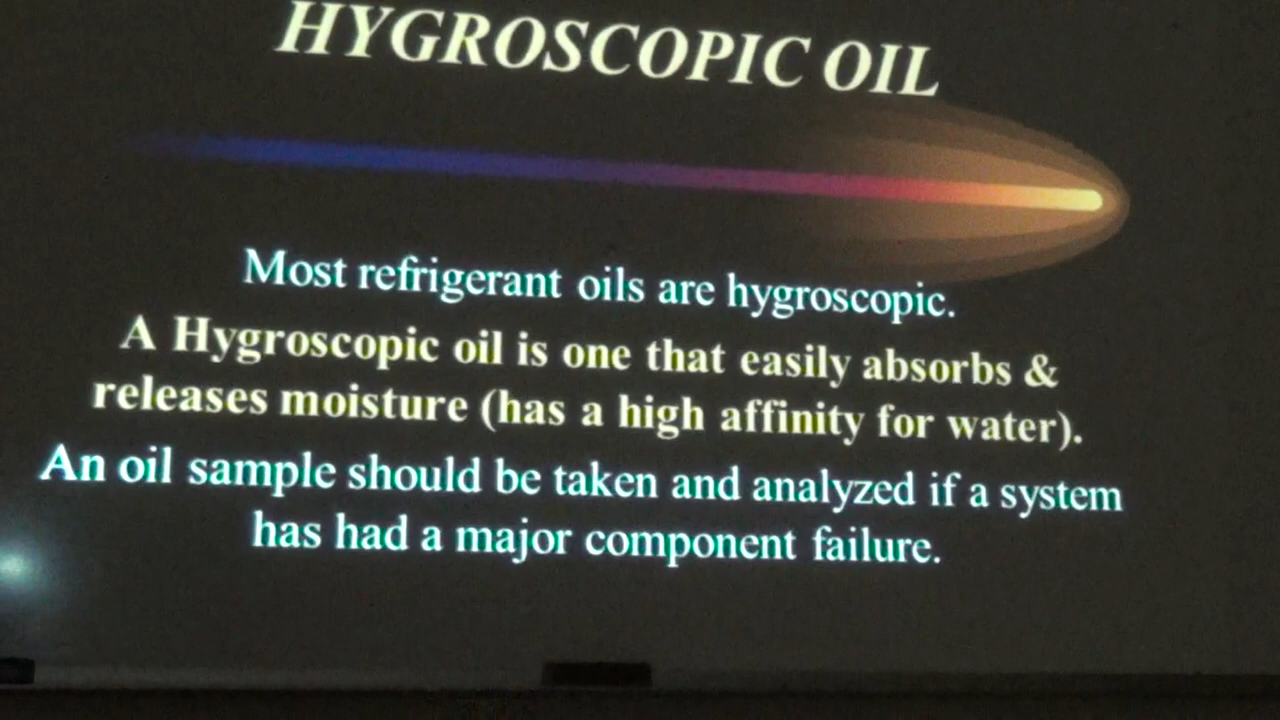 HYGROSCOPIC OIL
Most refrigerant oils are hygroscopic.
A Hygroscopic oil is one that easily absorbs &
releases moisture (has a high affinity for water).
An oil sample should be taken and analyzed if a system
has had a major component failure.